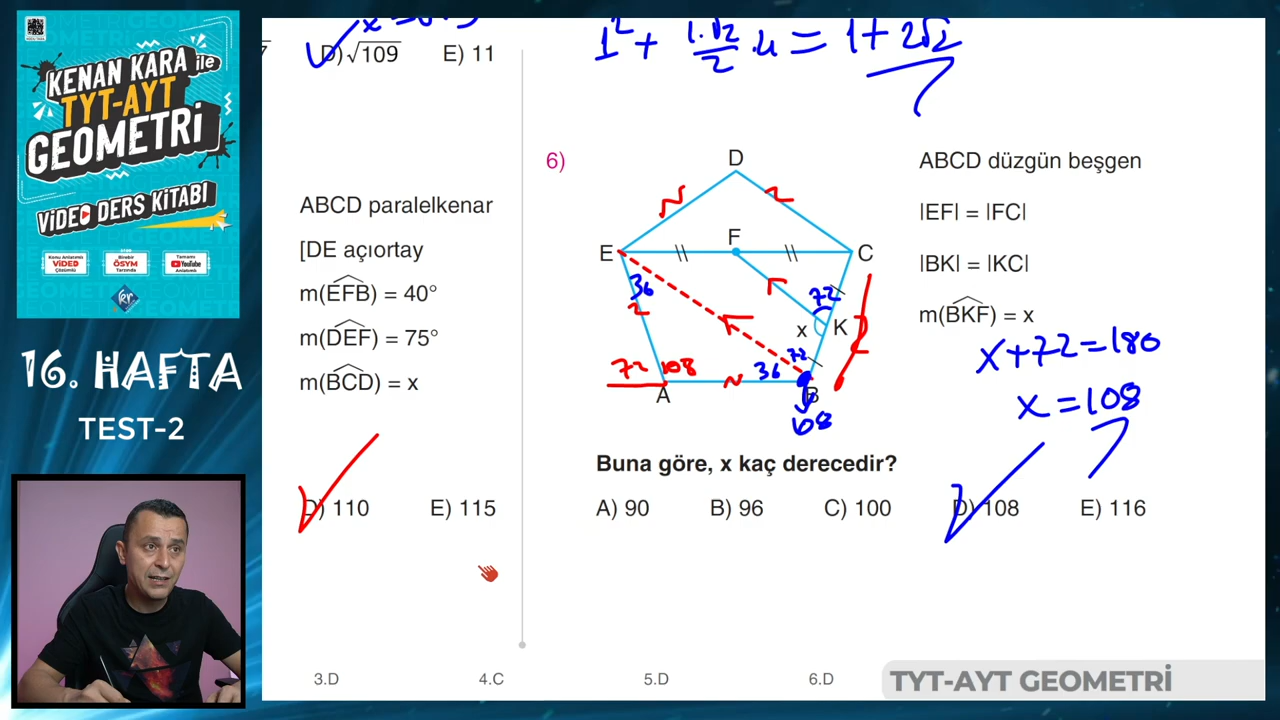 KENAN KARA ile
TYT-AYT
GEOMETRİ
VİDEO DERS KİTABI
16. HAFTA
TEST-2
D) √109 E) 11
1² + 1.√2/2 . 4 = 1 + 2√2
ABCD paralelkenar
[DE açıortay
m(EFB) = 40°
m(DEF) = 75°
m(BCD) = x
D) 110 E) 115
6)
D
E
F
C
36
72
x
K
72
72
108
36
A
B
108
ABCD düzgün beşgen
|EF| = |FC|
|BK| = |KC|
m(BKF) = x
x+72=180
x=108
Buna göre, x kaç derecedir?
A) 90 B) 96 C) 100 D) 108 E) 116
3.D 4.C 5.D 6.D
TYT-AYT GEOMETRİ